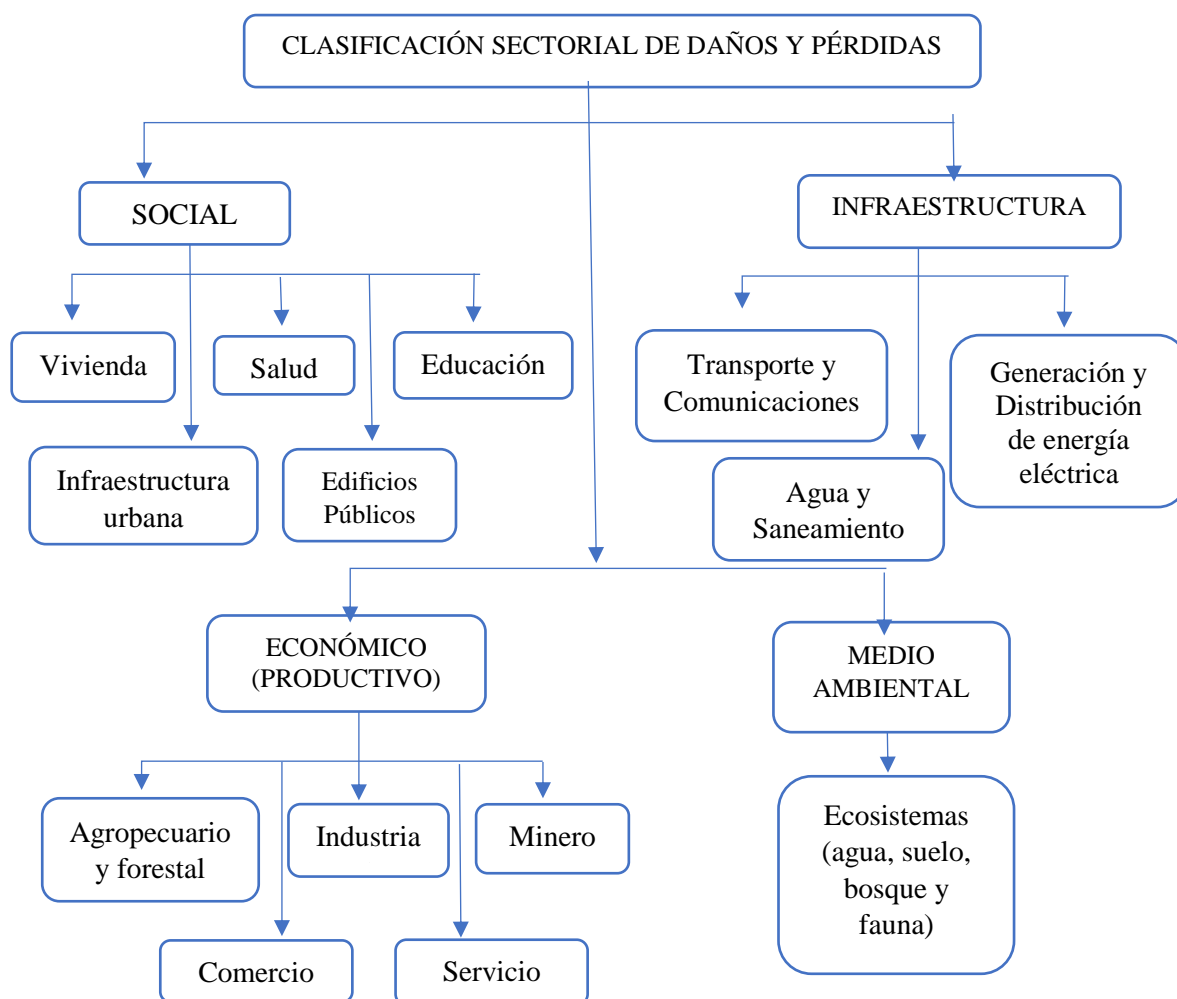 CLASIFICACIÓN SECTORIAL DE DAÑOS Y PÉRDIDAS
SOCIAL
INFRAESTRUCTURA
Vivienda
Salud
Educación
Infraestructura
urbana
Edificios
Públicos
Transporte y
Comunicaciones
Agua y
Saneamiento
Generación y
Distribución
de energía
eléctrica
ECONÓMICO
(PRODUCTIVO)
MEDIO
AMBIENTAL
Agropecuario
y forestal
Industria
Minero
Comercio
Servicio
Ecosistemas
(agua, suelo,
bosque y
fauna)